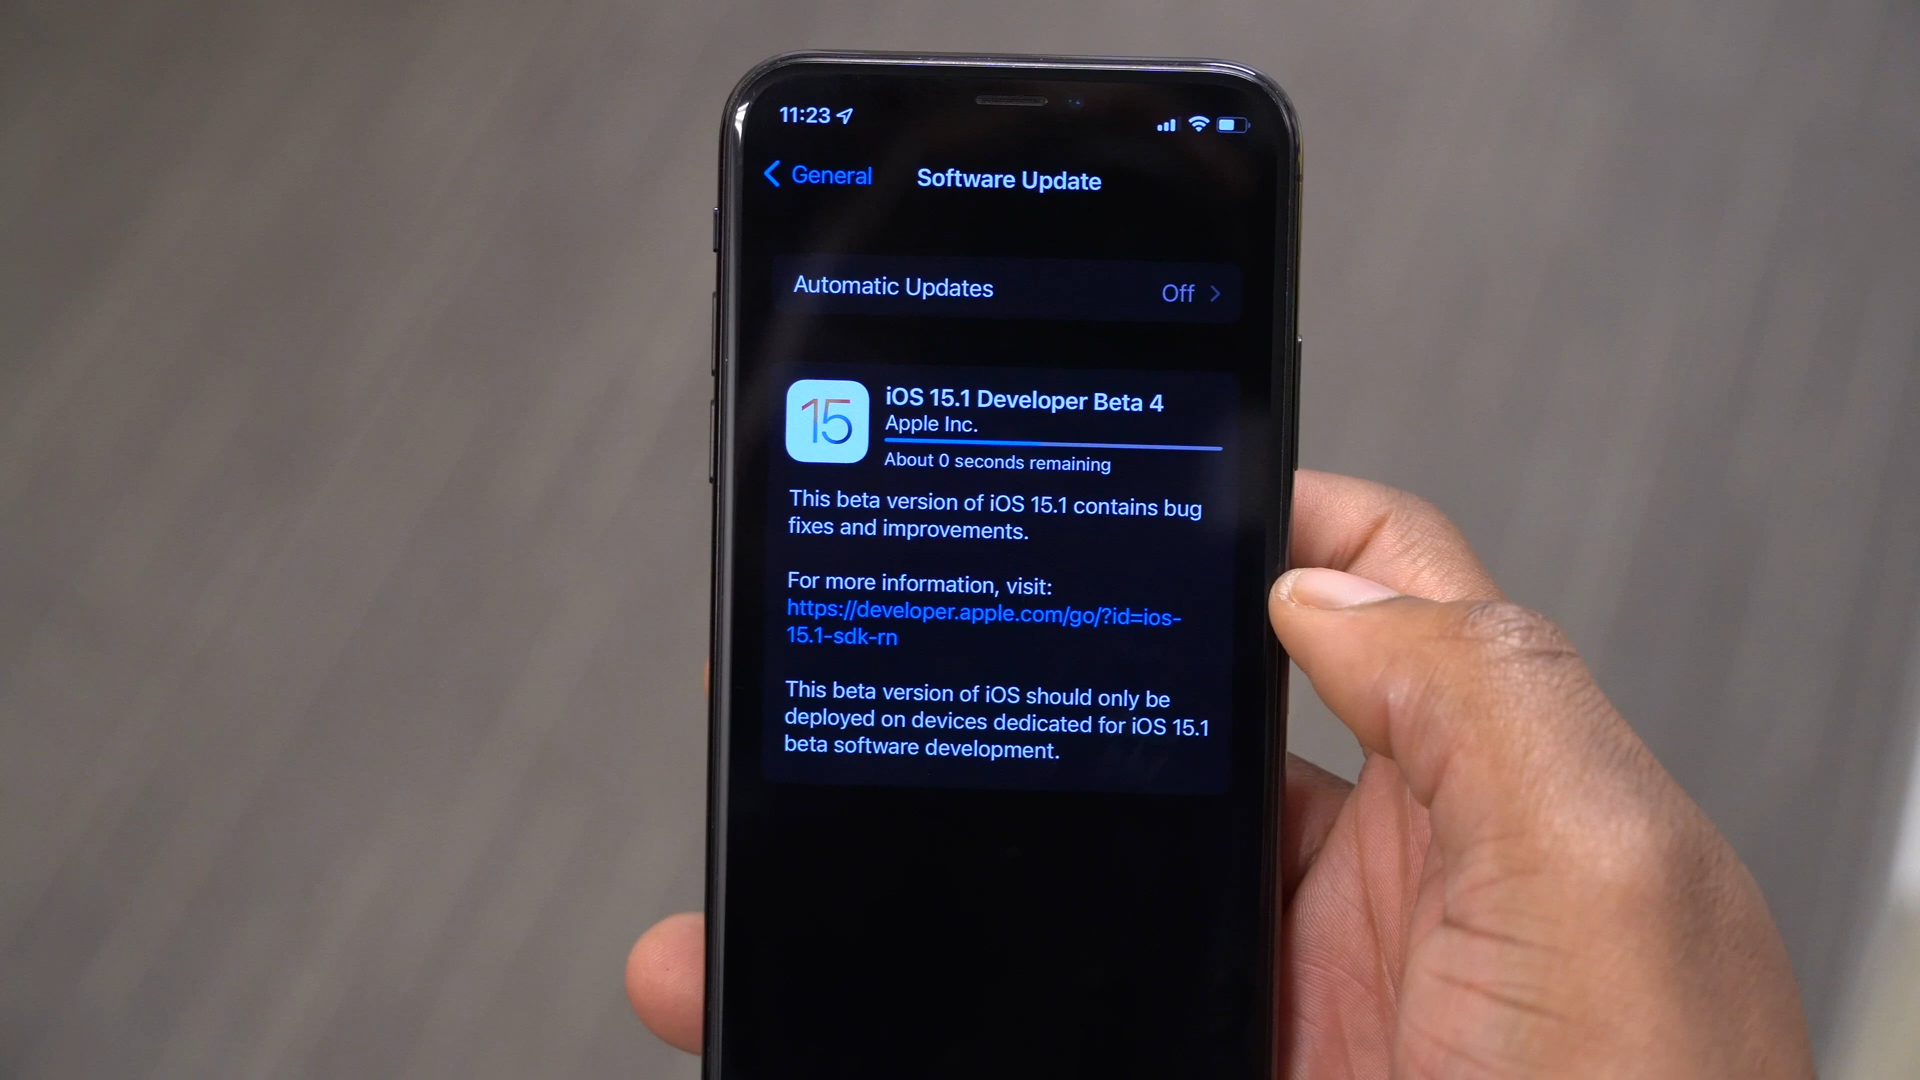 11:23
General
Software Update
Automatic Updates
Off
15
iOS 15.1 Developer Beta 4
Apple Inc.
About 0 seconds remaining
This beta version of iOS 15.1 contains bug
fixes and improvements.
For more information, visit:
https://developer.apple.com/go/?id=ios-
15.1-sdk-rn
This beta version of iOS should only be
deployed on devices dedicated for iOS 15.1
beta software development.